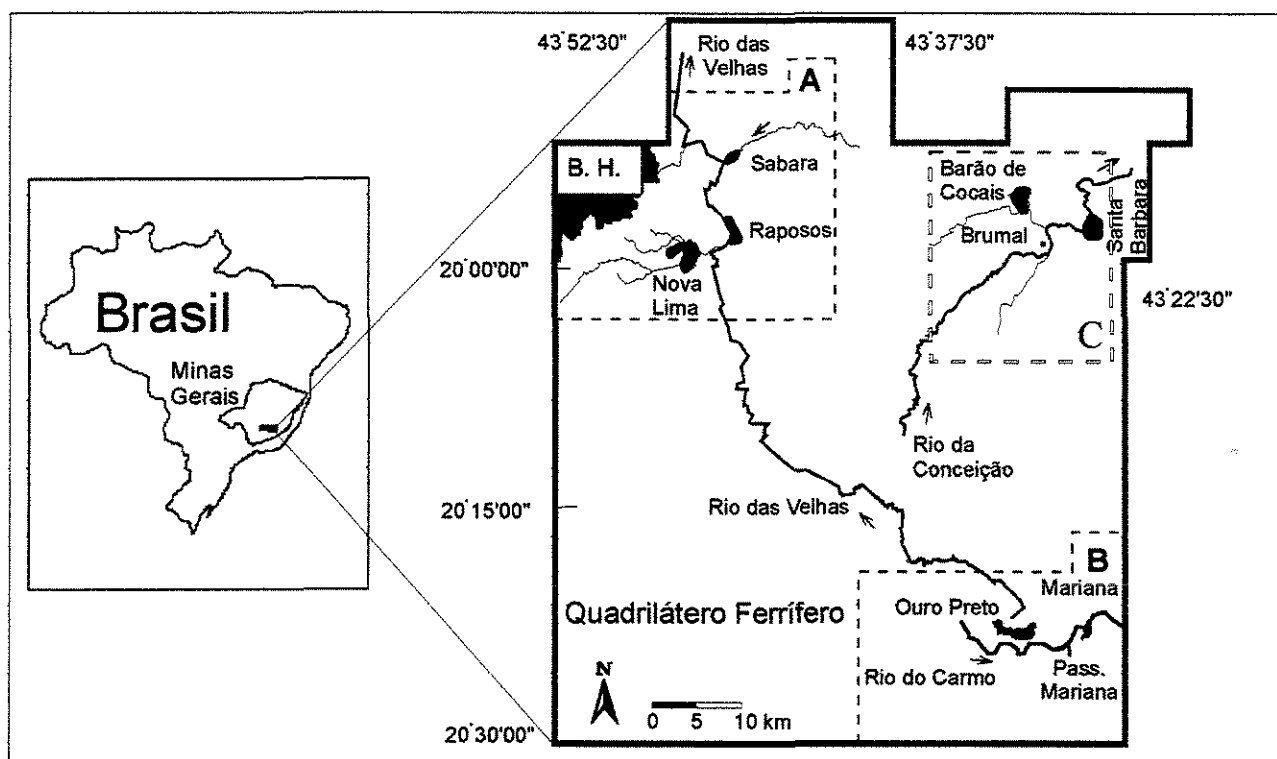 Brasil
Minas
Gerais
43°52'30"
43°37'30"
Rio das
Velhas
A
B. H.
Sabara
Raposos
Nova
Lima
20°00'00"
Barão de
Cocais
Brumal
Santa
Barbara
C
43°22'30"
Rio da
Conceição
20°15'00"
Rio das Velhas
B
Mariana
Ouro Preto
Quadrilátero Ferrífero
Rio do Carmo
Pass.
Mariana
N
0 5 10 km
20°30'00"